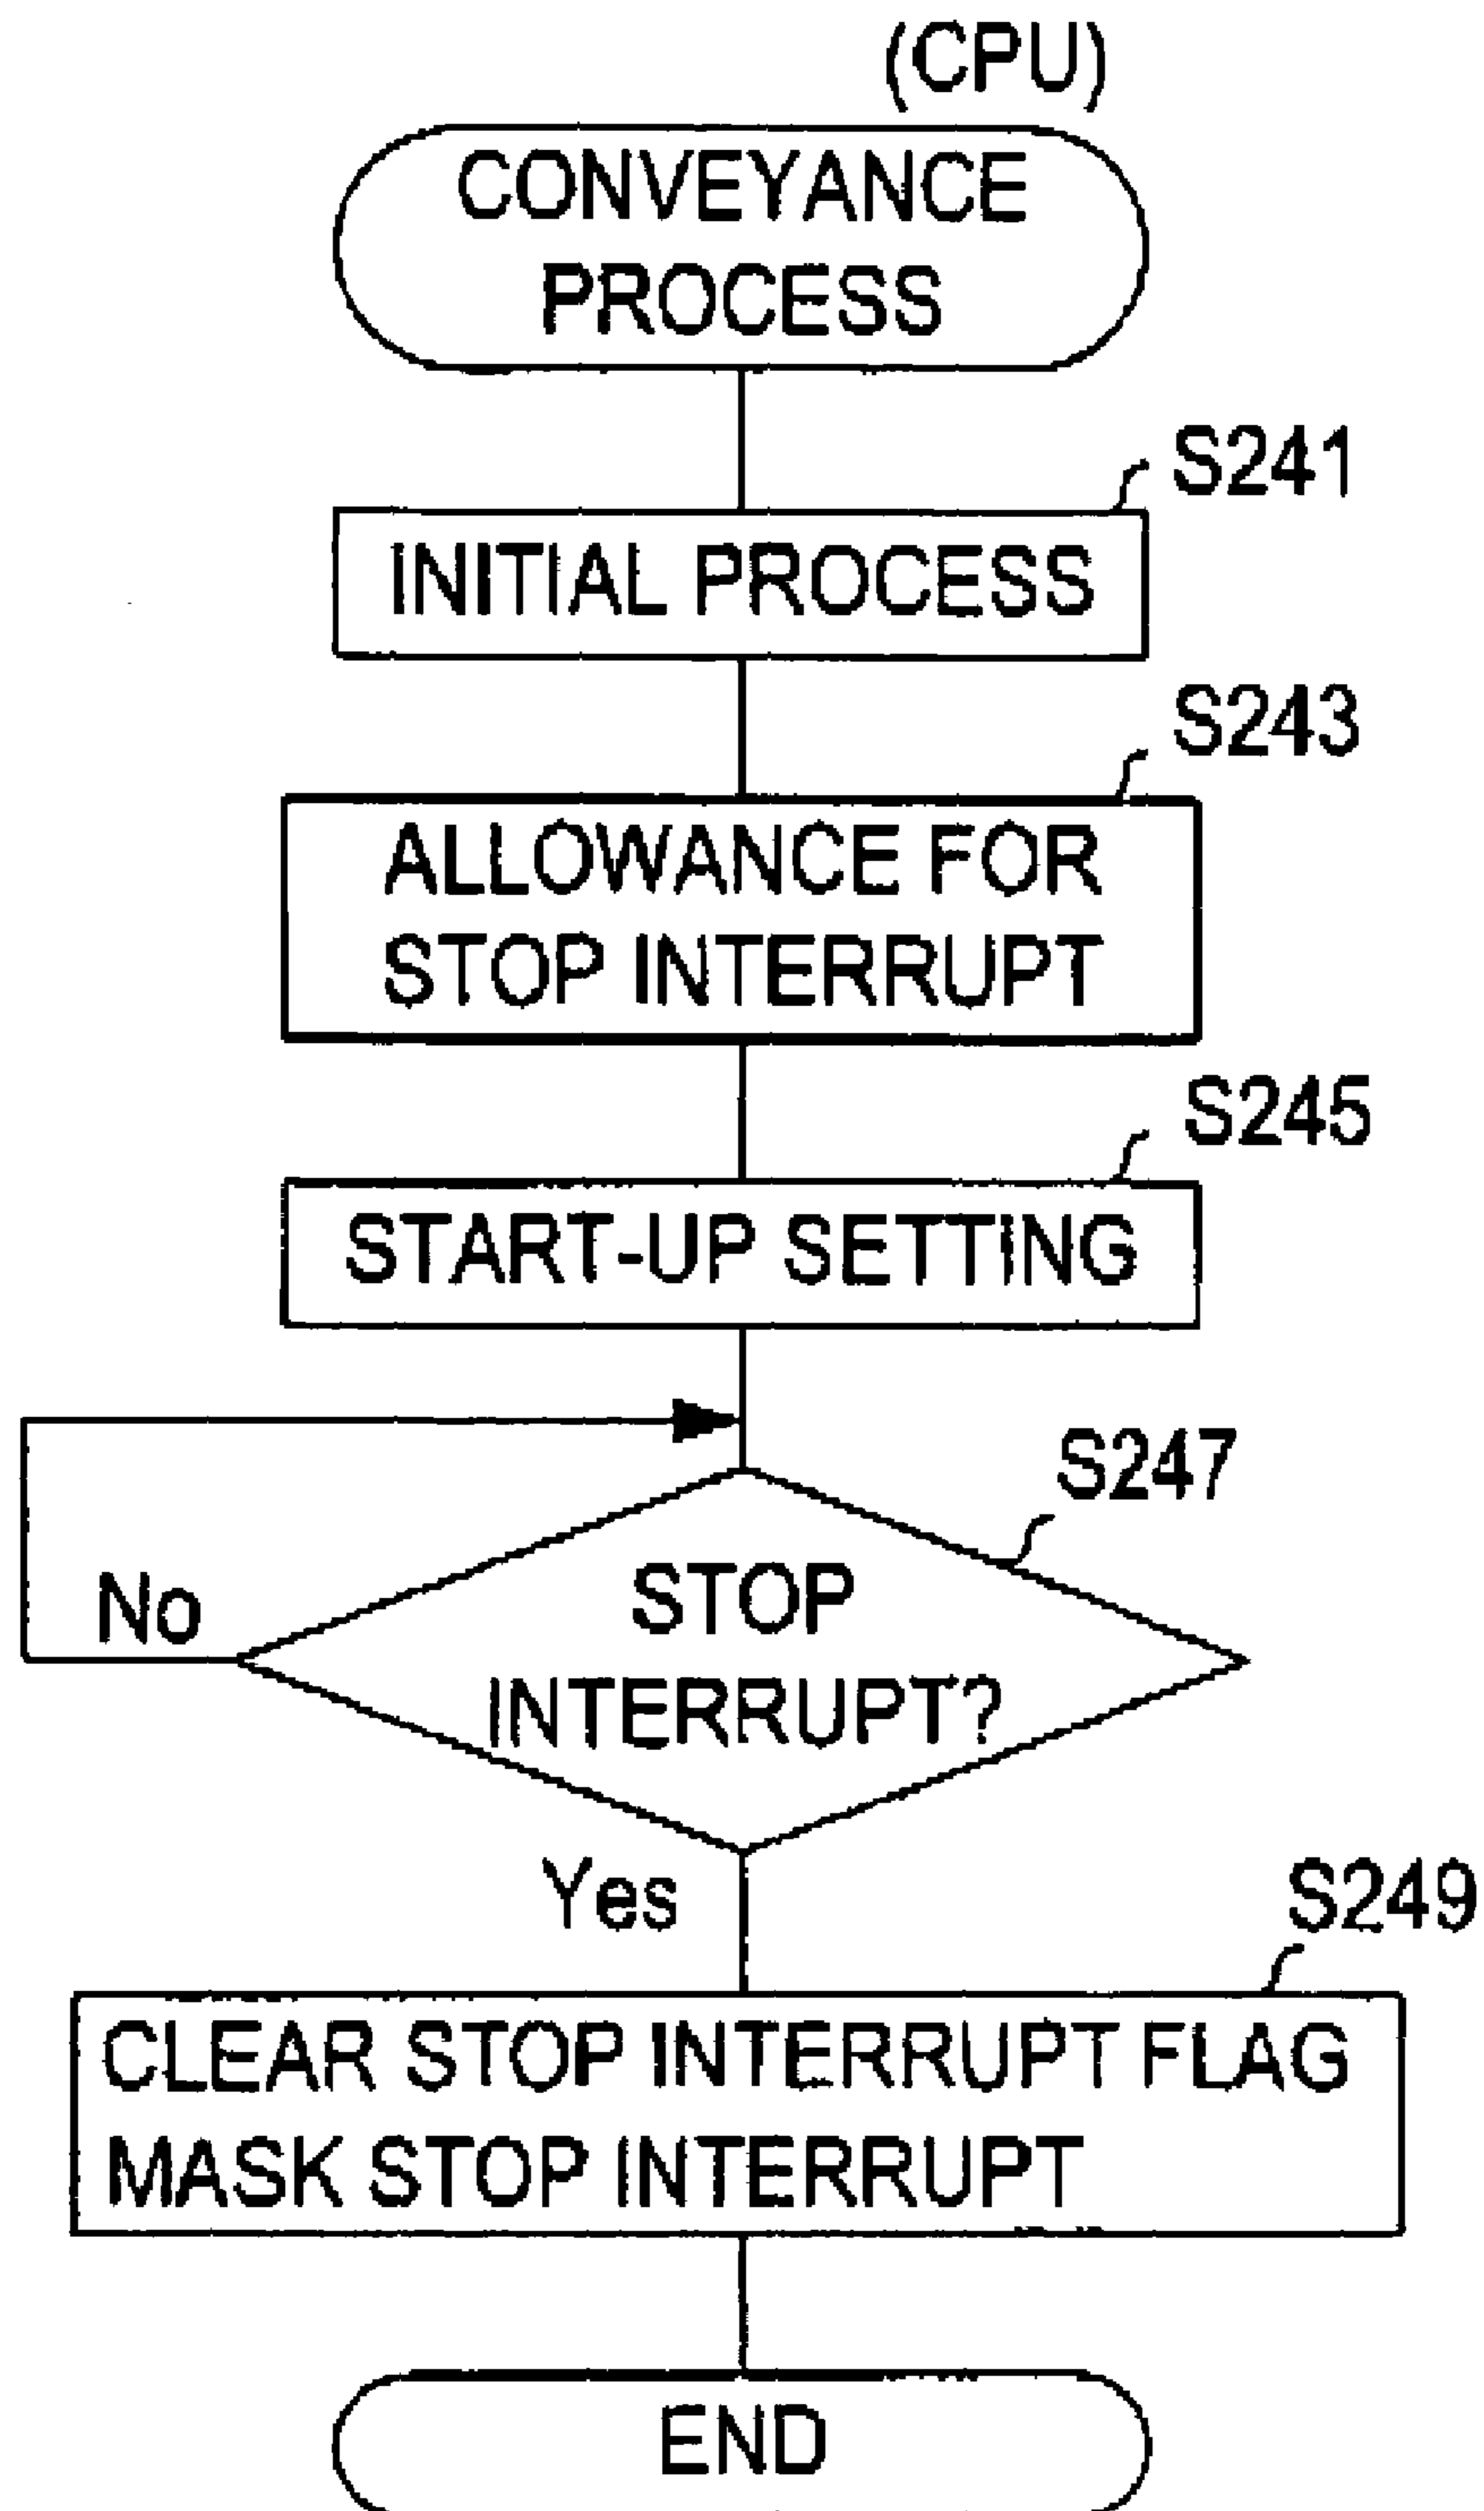 (CPU)
CONVEYANCE
PROCESS
S241
INITIAL PROCESS
S243
ALLOWANCE FOR
STOP INTERRUPT
S245
START-UP SETTING
S247
STOP
INTERRUPT?
No
Yes
S249
CLEAR STOP INTERRUPT FLAG
MASK STOP INTERRUPT
END